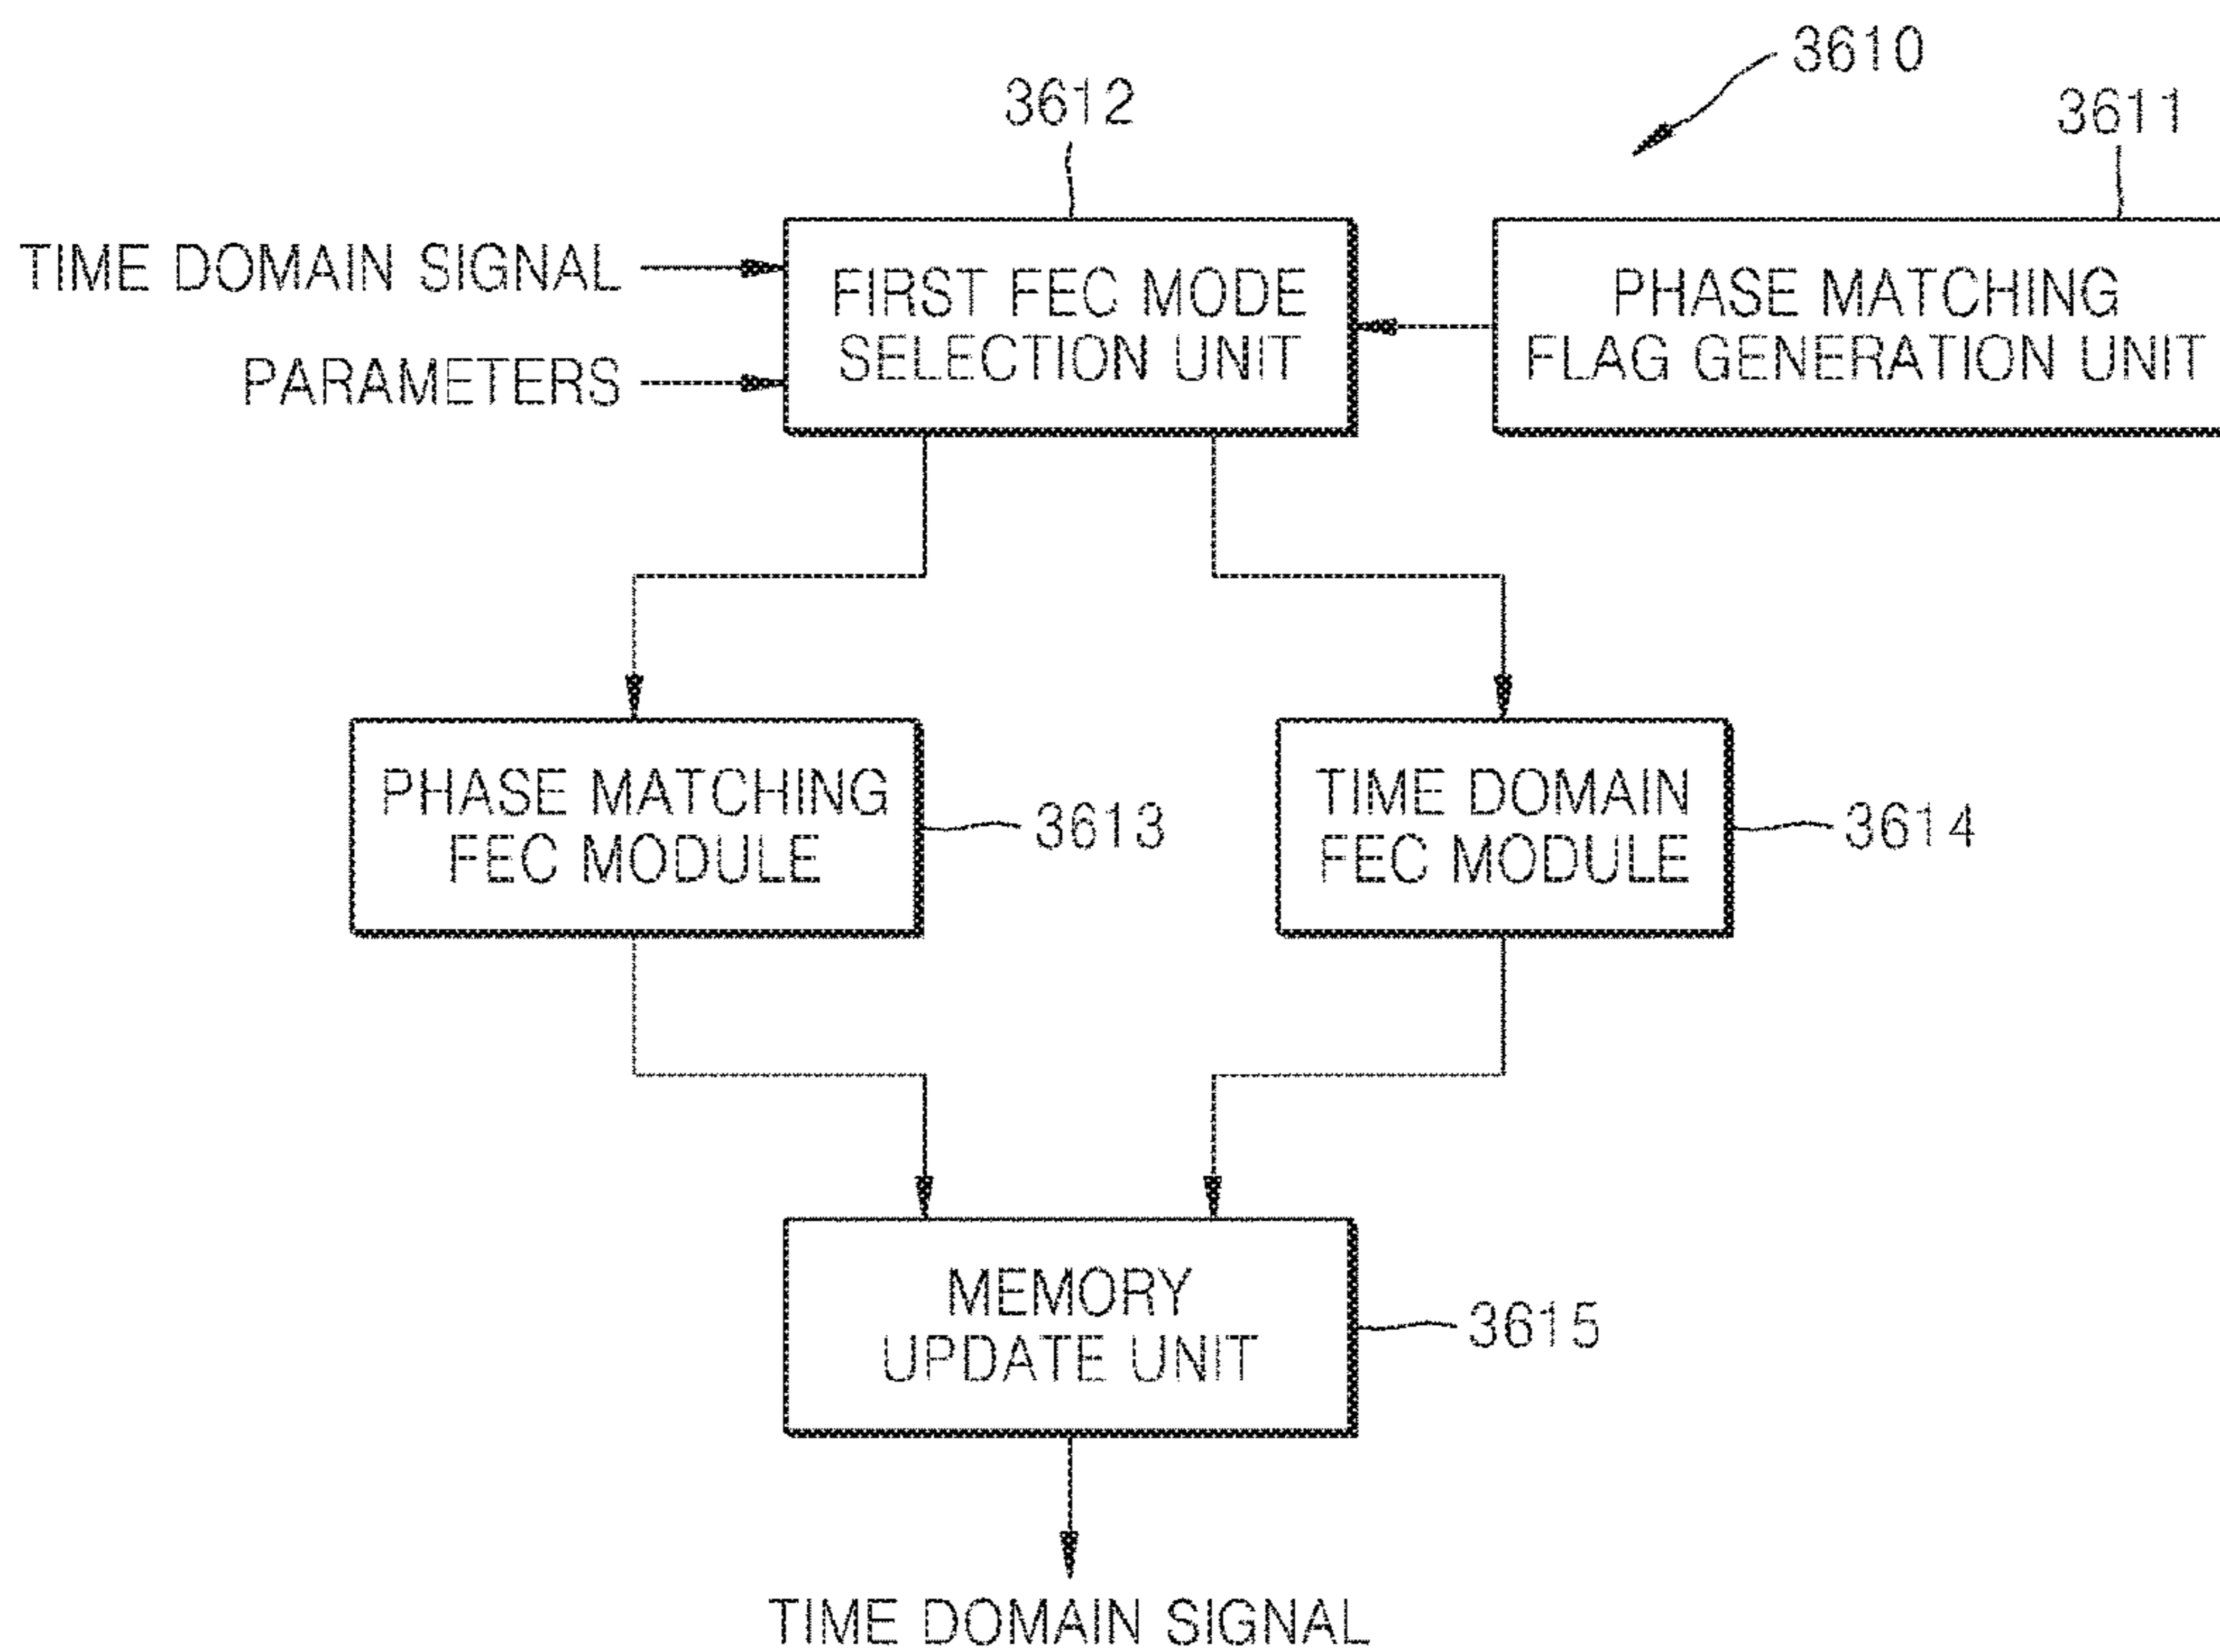 3610
3612
3611
TIME DOMAIN SIGNAL
PARAMETERS
FIRST FEC MODE
SELECTION UNIT
PHASE MATCHING
FLAG GENERATION UNIT
PHASE MATCHING
FEC MODULE
3613
TIME DOMAIN
FEC MODULE
3614
MEMORY
UPDATE UNIT
3615
TIME DOMAIN SIGNAL